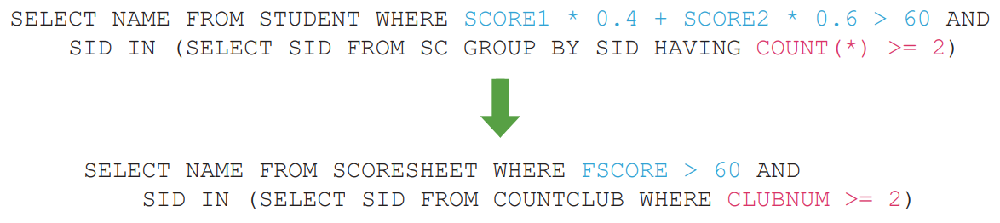 SELECT NAME FROM STUDENT WHERE SCORE1 * 0.4 + SCORE2 * 0.6 > 60 AND
SID IN (SELECT SID FROM SC GROUP BY SID HAVING COUNT(*) >= 2)
SELECT NAME FROM SCORESHEET WHERE FSCORE > 60 AND
SID IN (SELECT SID FROM COUNTCLUB WHERE CLUBNUM >= 2)